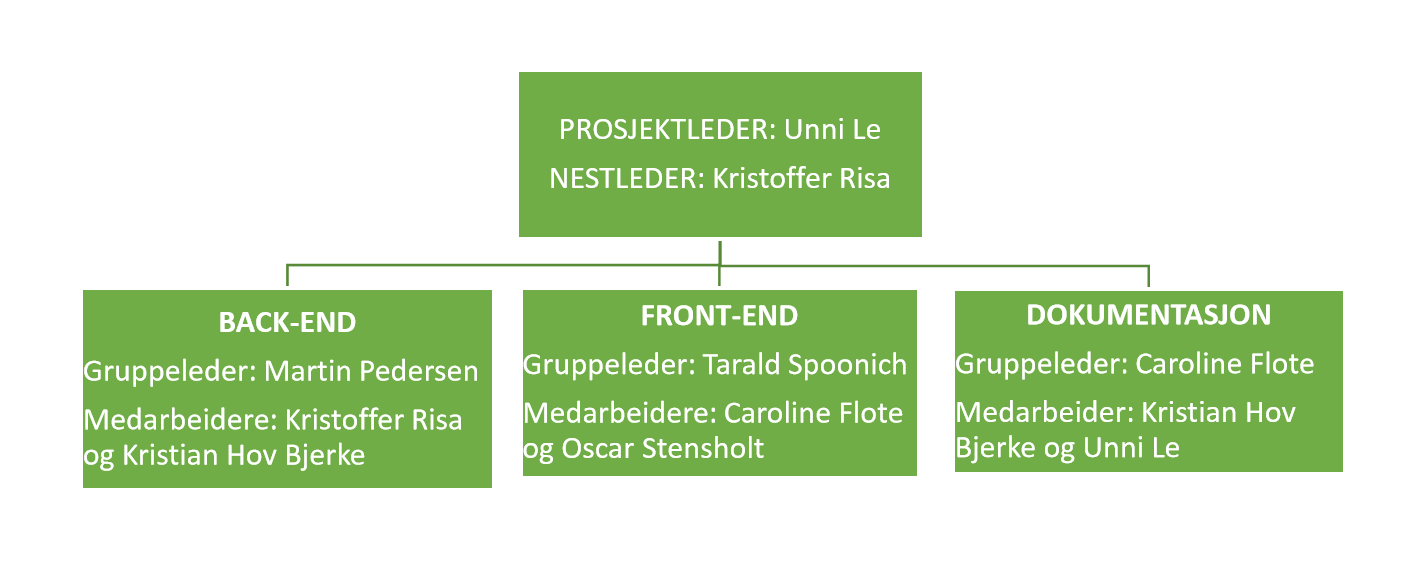 PROSJEKTLEDER: Unni Le
NESTLEDER: Kristoffer Risa
BACK-END
Gruppeleder: Martin Pedersen
Medarbeidere: Kristoffer Risa
og Kristian Hov Bjerke
FRONT-END
Gruppeleder: Tarald Spoonich
Medarbeidere: Caroline Flote
og Oscar Stensholt
DOKUMENTASJON
Gruppeleder: Caroline Flote
Medarbeider: Kristian Hov
Bjerke og Unni Le